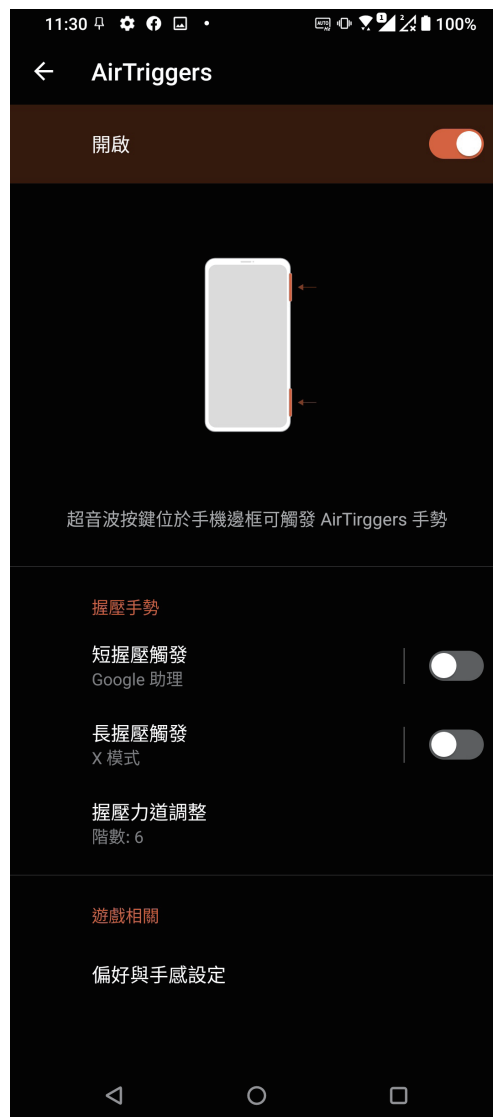 11:30
100%
AirTriggers
開啟
超音波按鍵位於手機邊框可觸發 AirTirggers 手勢
握壓手勢
短握壓觸發
Google 助理
長握壓觸發
X 模式
握壓力道調整
階數: 6
遊戲相關
偏好與手感設定